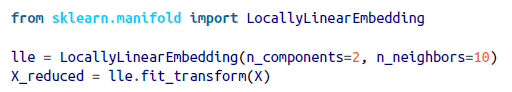 from sklearn.manifold import LocallyLinearEmbedding

lle = LocallyLinearEmbedding(n_components=2, n_neighbors=10)
X_reduced = lle.fit_transform(X)